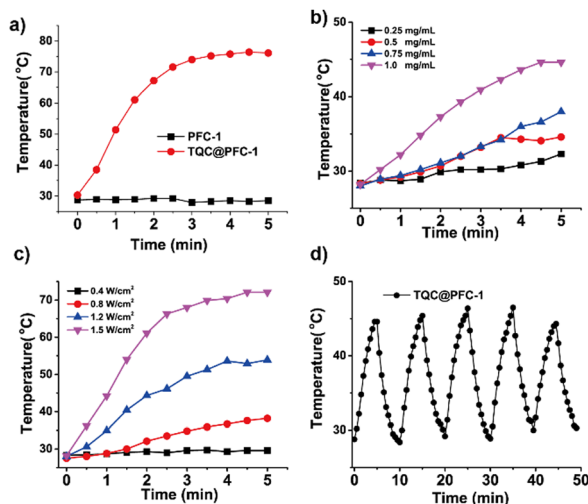 a)
Temperature(°C)
80
70
60
50
40
30
20
PFC-1
TQC@PFC-1
0 1 2 3 4 5
Time (min)
b)
Temperature(°C)
50
40
30
0.25 mg/mL
0.5 mg/mL
0.75 mg/mL
1.0 mg/mL
0 1 2 3 4 5
Time (min)
c)
Temperature(°C)
70
60
50
40
30
20
0.4 W/cm²
0.8 W/cm²
1.2 W/cm²
1.5 W/cm²
0 1 2 3 4 5
Time (min)
d)
Temperature(°C)
50
40
30
TQC@PFC-1
0 10 20 30 40 50
Time (min)